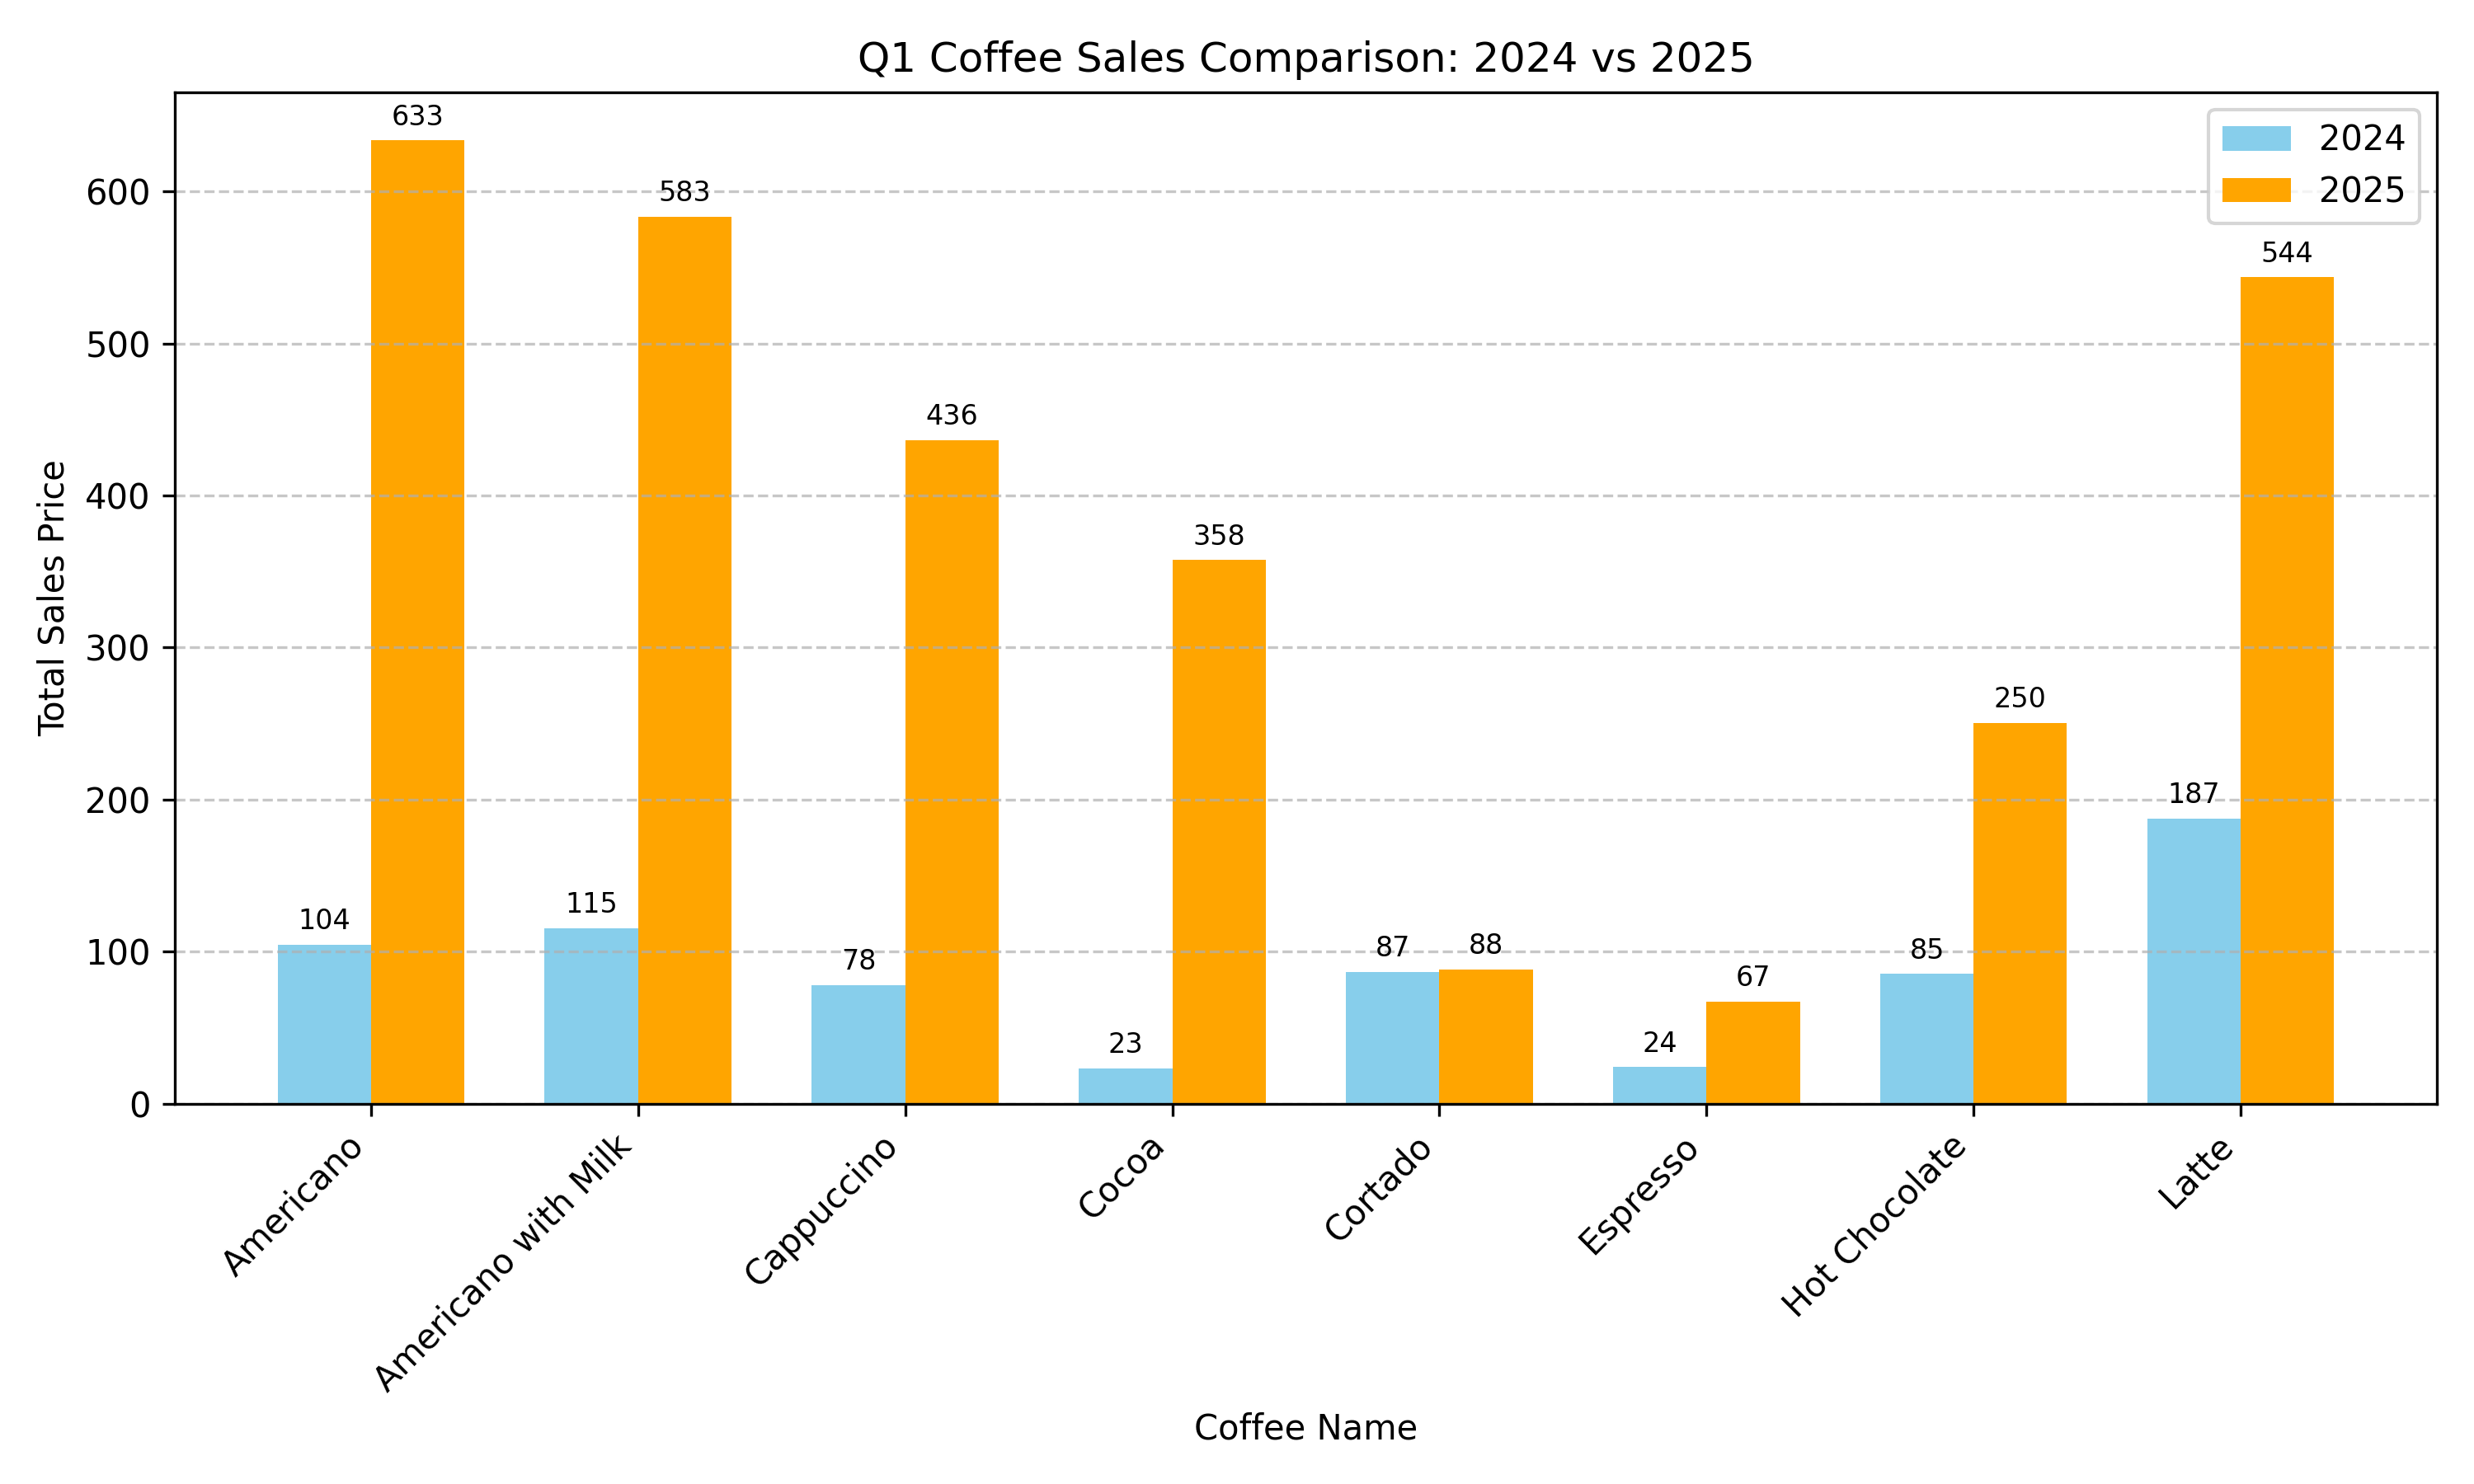 Q1 Coffee Sales Comparison: 2024 vs 2025
2024
2025
Total Sales Price
600
500
400
300
200
100
0
633
583
436
358
88
67
250
544
104
115
78
23
87
24
85
187
Americano
Americano with Milk
Cappuccino
Cocoa
Cortado
Espresso
Hot Chocolate
Latte
Coffee Name